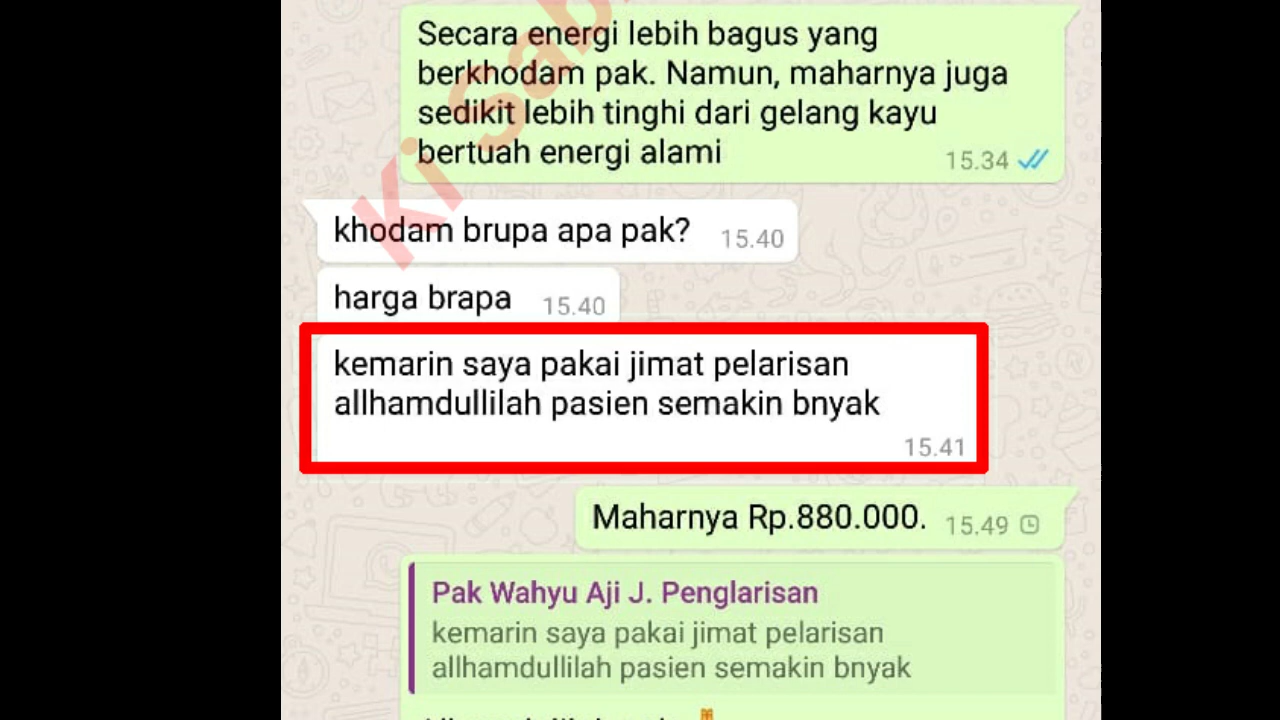 Secara energi lebih bagus yang
berkhodam pak. Namun, maharnya juga
sedikit lebih tinghi dari gelang kayu
bertuah energi alami
15.34
Ki Sab
khodam brupa apa pak?
15.40
harga brapa
15.40
kemarin saya pakai jimat pelarisan
allhamdullilah pasien semakin bnyak
15.41
Maharnya Rp.880.000.
15.49
Pak Wahyu Aji J. Penglarisan
kemarin saya pakai jimat pelarisan
allhamdullilah pasien semakin bnyak